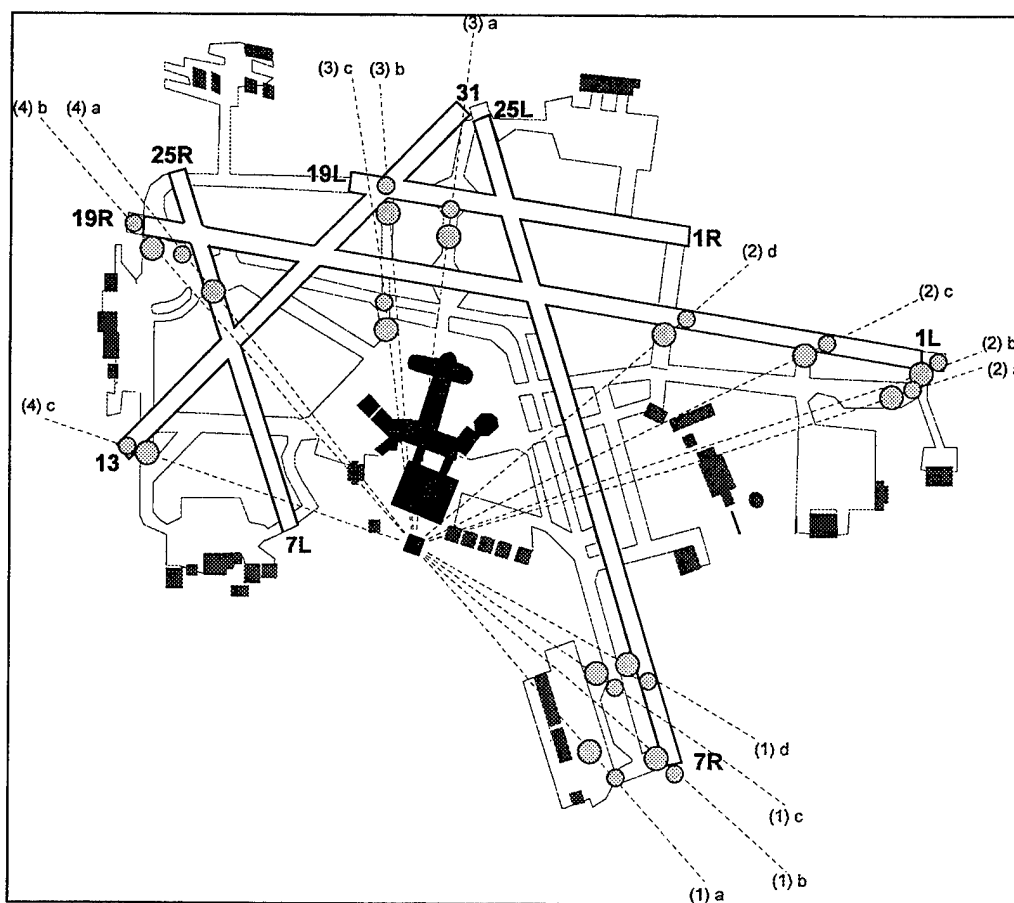 (3) a
(3) c
(3) b
(4) b
(4) a
31
25L
25R
19L
19R
1R
(2) d
(2) c
1L
(2) b
(2) a
(4) c
13
7L
7R
(1) d
(1) c
(1) b
(1) a